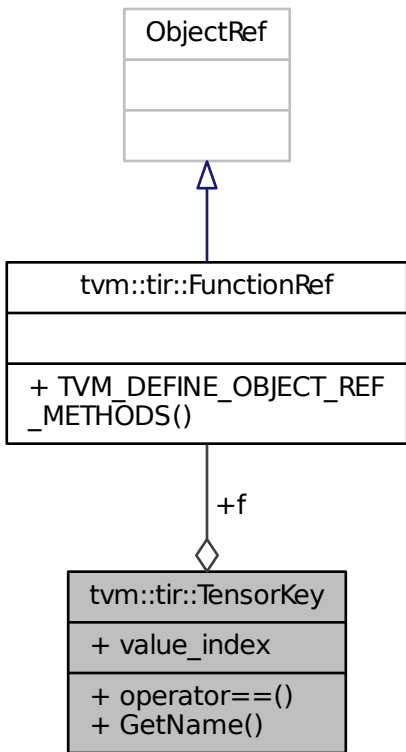 ObjectRef
tvm::tir::FunctionRef
+ TVM_DEFINE_OBJECT_REF
_METHODS()
+f
tvm::tir::TensorKey
+ value_index
+ operator==()
+ GetName()